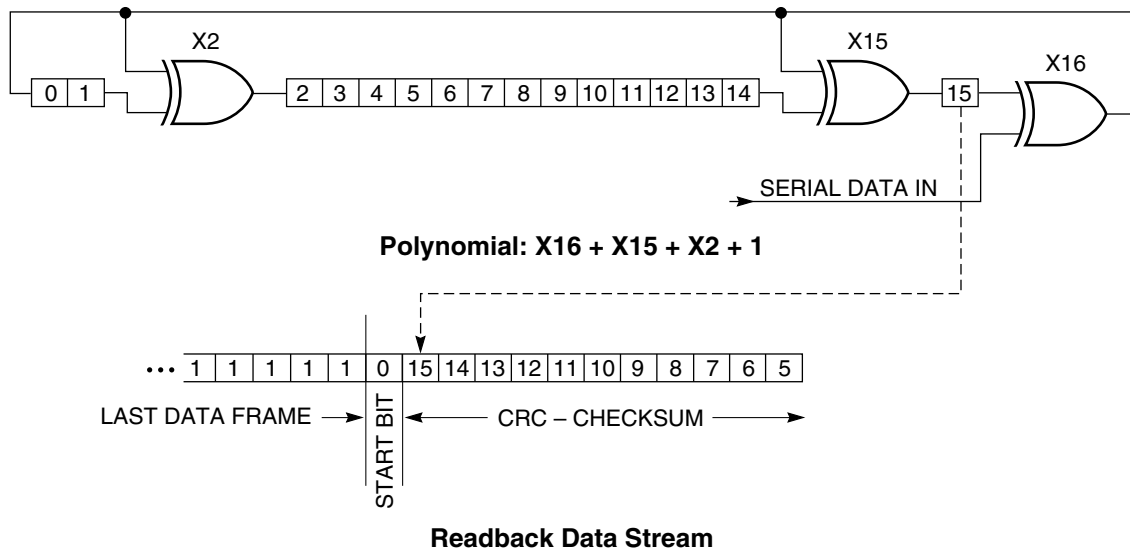 X2
X15
X16
0 1
2 3 4 5 6 7 8 9 10 11 12 13 14
15
SERIAL DATA IN
Polynomial: X16 + X15 + X2 + 1
••• 1 1 1 1 1 0 15 14 13 12 11 10 9 8 7 6 5
LAST DATA FRAME
START BIT
CRC – CHECKSUM
Readback Data Stream